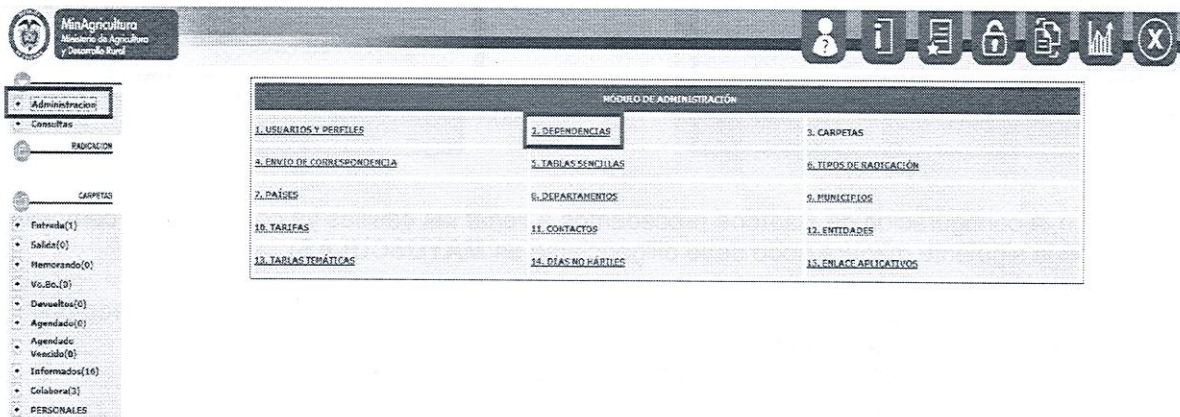 MinAgricultura
Ministerio de Agricultura
y Desarrollo Rural
Administracion
Consultas
RADICACION
CARPETAS
Entrada(1)
Salida(0)
Memorando(0)
Vo.Bo.(0)
Devueltos(0)
Agendado(0)
Agendado
Vencido(0)
Informados(16)
Colabora(3)
PERSONALES
MÓDULO DE ADMINISTRACIÓN
1. USUARIOS Y PERFILES
2. DEPENDENCIAS
3. CARPETAS
4. ENVIO DE CORRESPONDENCIA
5. TABLAS SENCILLAS
6. TIPOS DE RADICACIÓN
7. PAÍSES
8. DEPARTAMENTOS
9. MUNICIPIOS
10. TARIFAS
11. CONTACTOS
12. ENTIDADES
13. TABLAS TEMÁTICAS
14. DÍAS NO HÁBILES
15. ENLACE APLICATIVOS